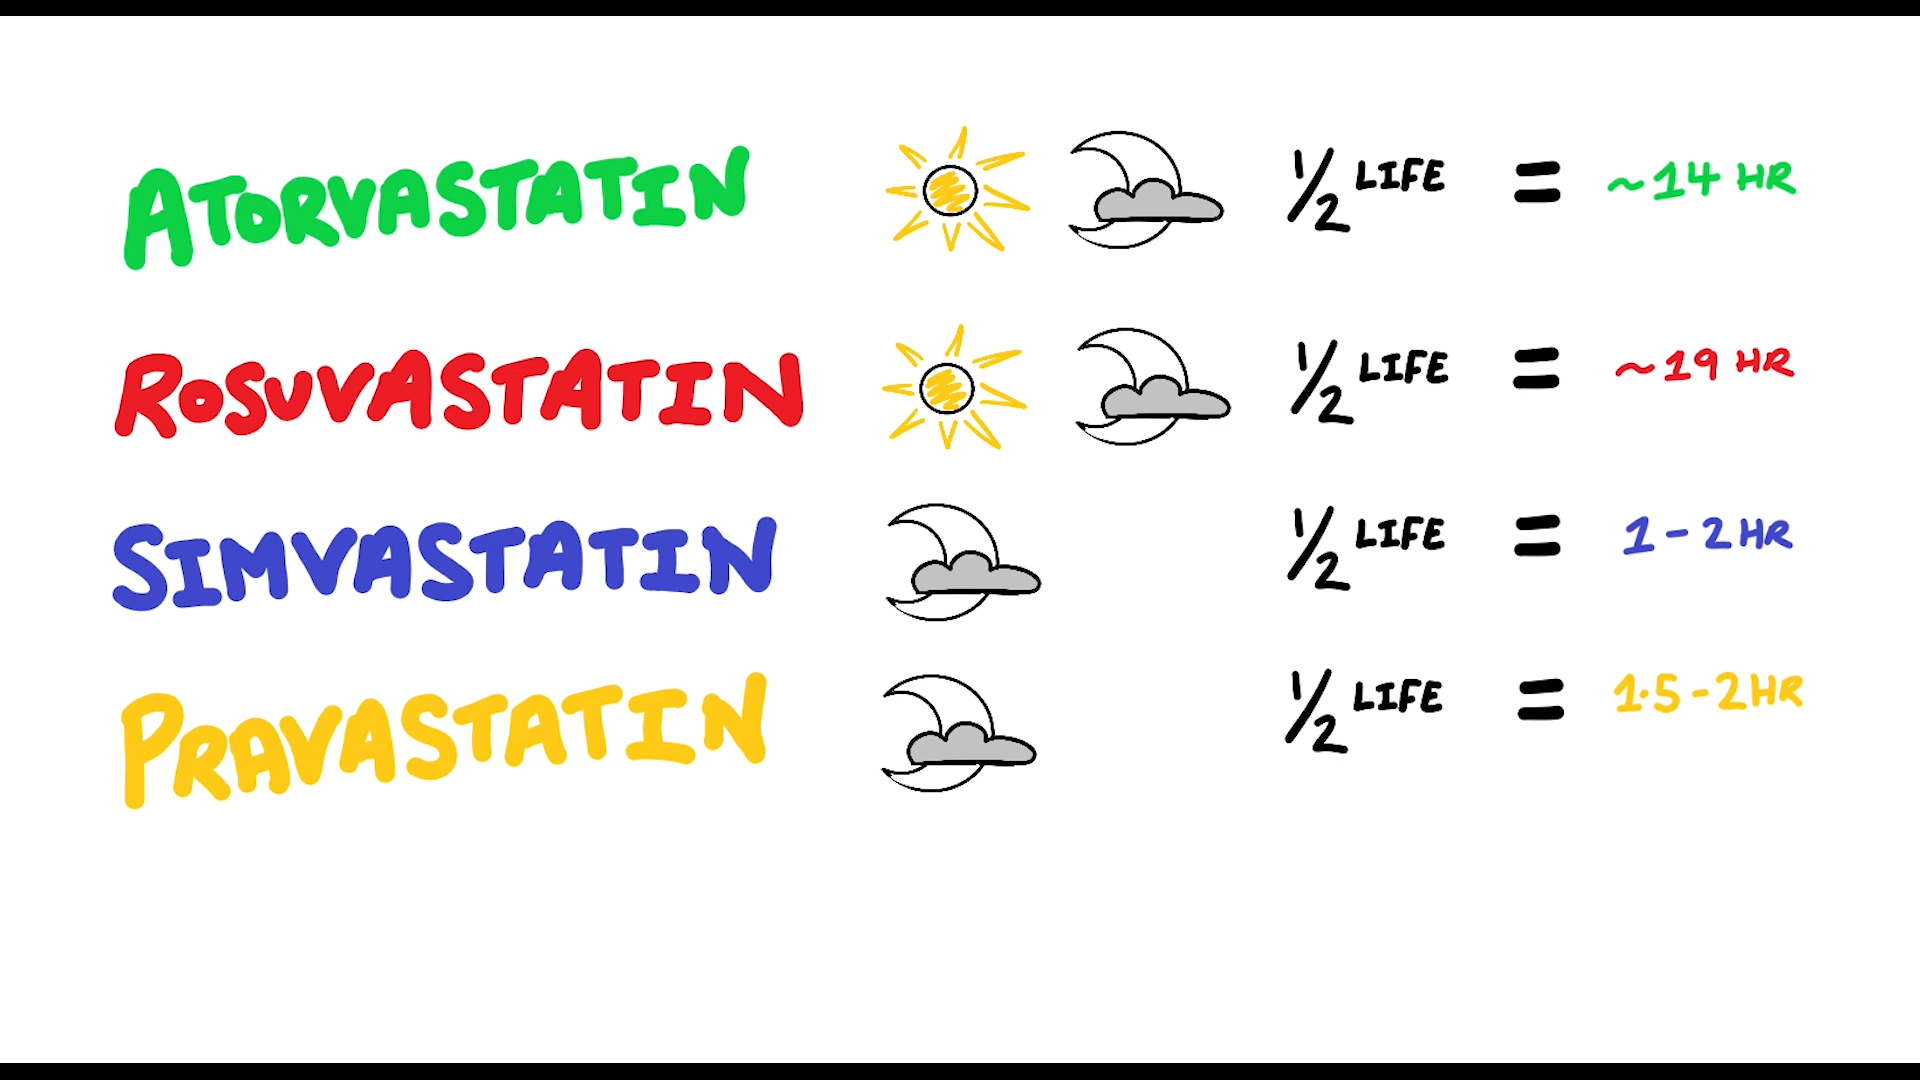 ATORVASTATIN 1/2 LIFE = ~14 HR
ROSUVASTATIN 1/2 LIFE = ~19 HR
SIMVASTATIN 1/2 LIFE = 1-2 HR
PRAVASTATIN 1/2 LIFE = 1.5-2 HR